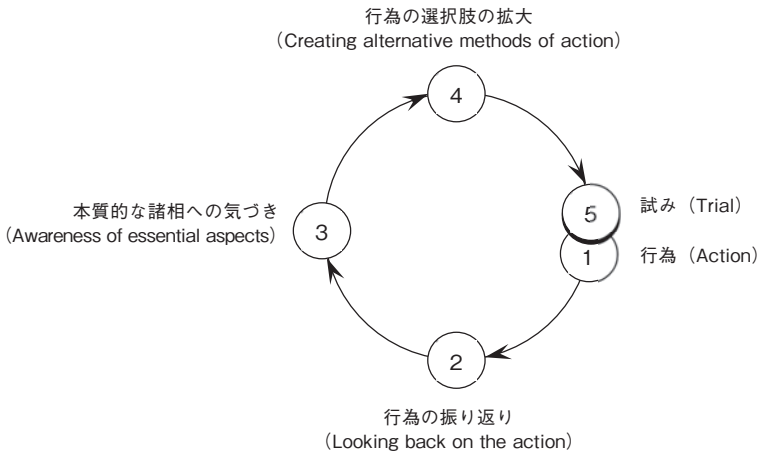 行為の選択肢の拡大
（Creating alternative methods of action）
4
5
試み（Trial）
本質的な諸相への気づき
（Awareness of essential aspects）
3
1
行為（Action）
2
行為の振り返り
（Looking back on the action）